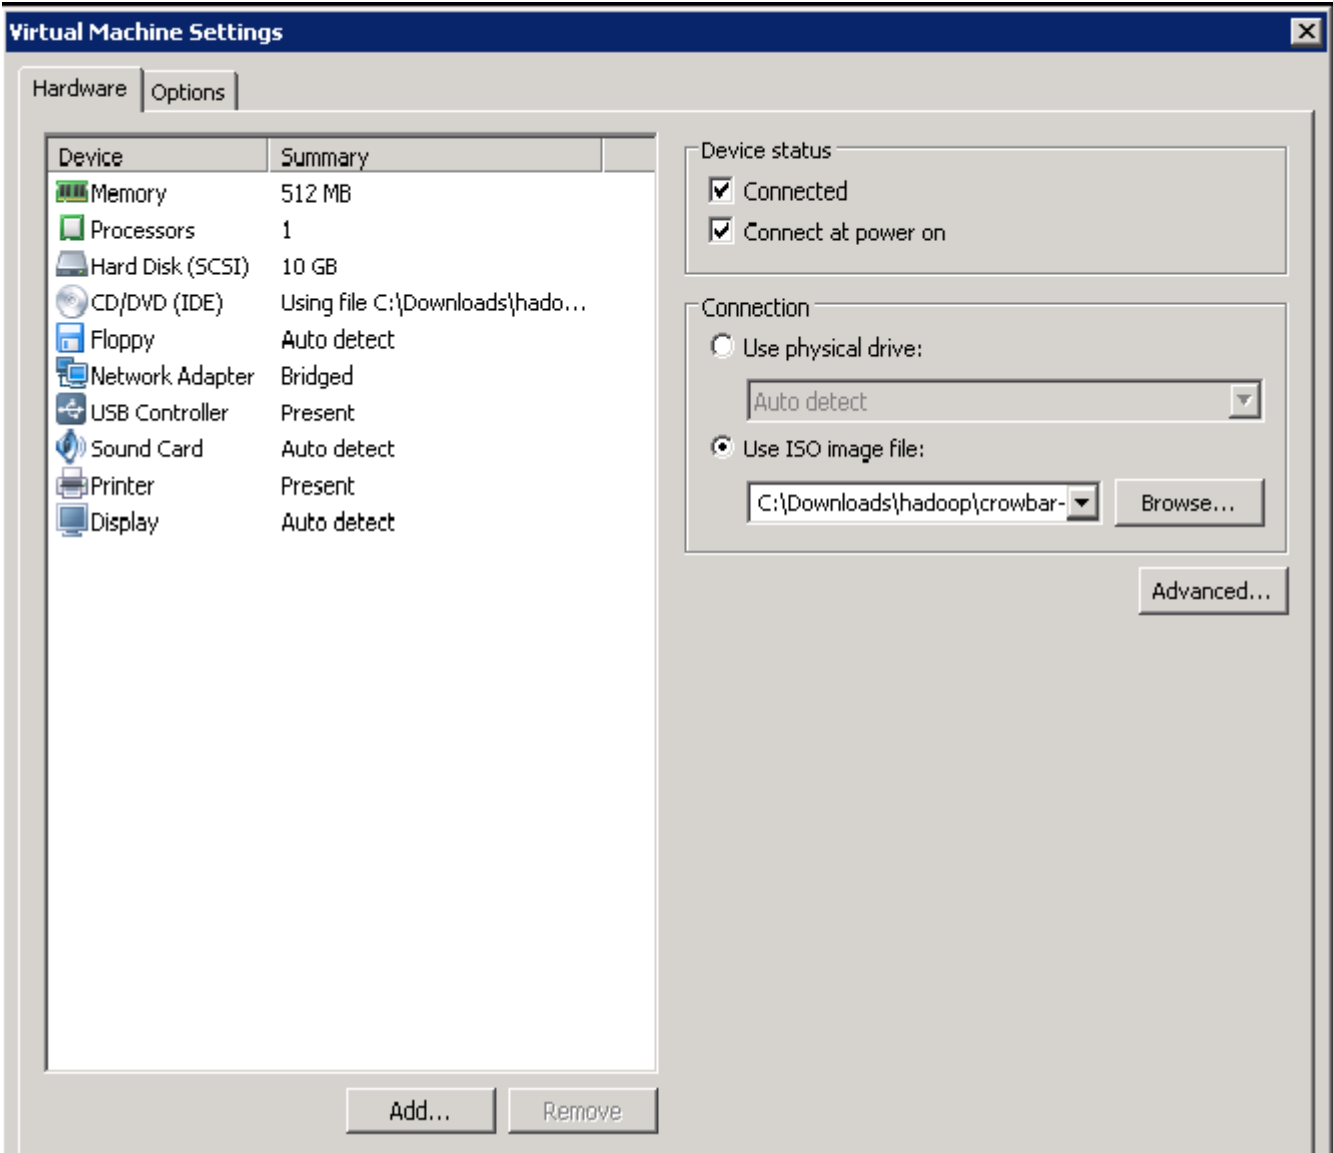 Virtual Machine Settings
Hardware Options
Device Summary
Memory 512 MB
Processors 1
Hard Disk (SCSI) 10 GB
CD/DVD (IDE) Using file C:\Downloads\hado...
Floppy Auto detect
Network Adapter Bridged
USB Controller Present
Sound Card Auto detect
Printer Present
Display Auto detect
Add... Remove
Device status
Connected
Connect at power on
Connection
Use physical drive:
Auto detect
Use ISO image file:
C:\Downloads\hadoop\crowbar- Browse...
Advanced...